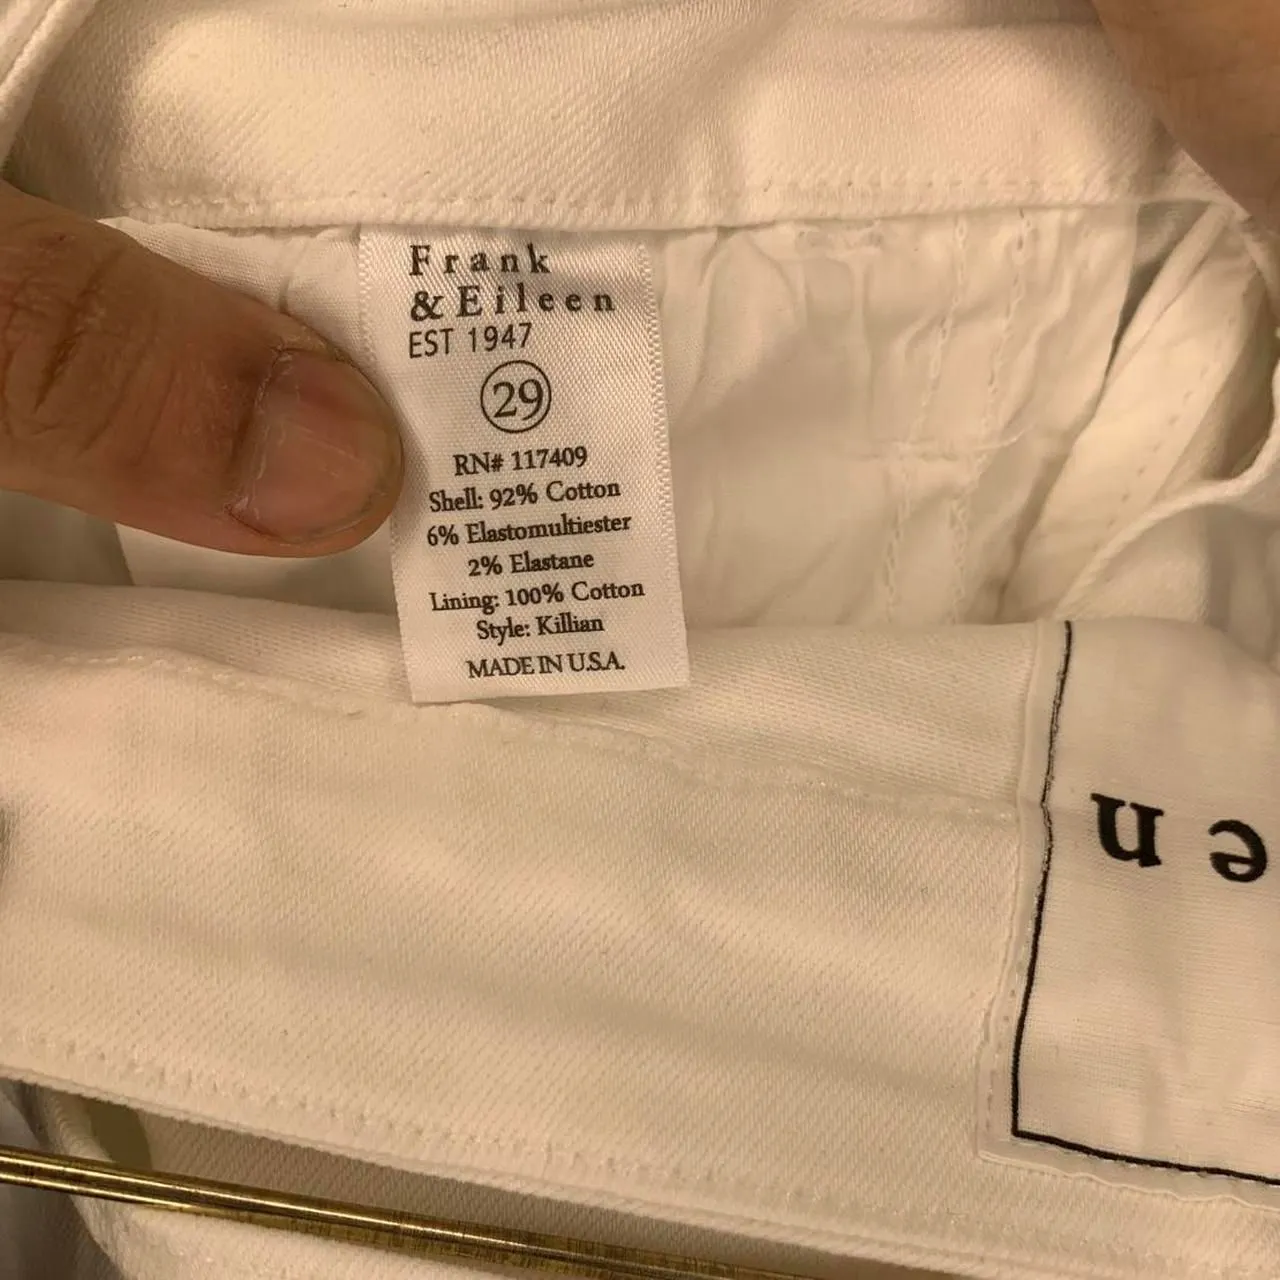 Frank
& Eileen
EST 1947
29
RN# 117409
Shell: 92% Cotton
6% Elastomultiester
2% Elastane
Lining: 100% Cotton
Style: Killian
MADE IN U.S.A.
en